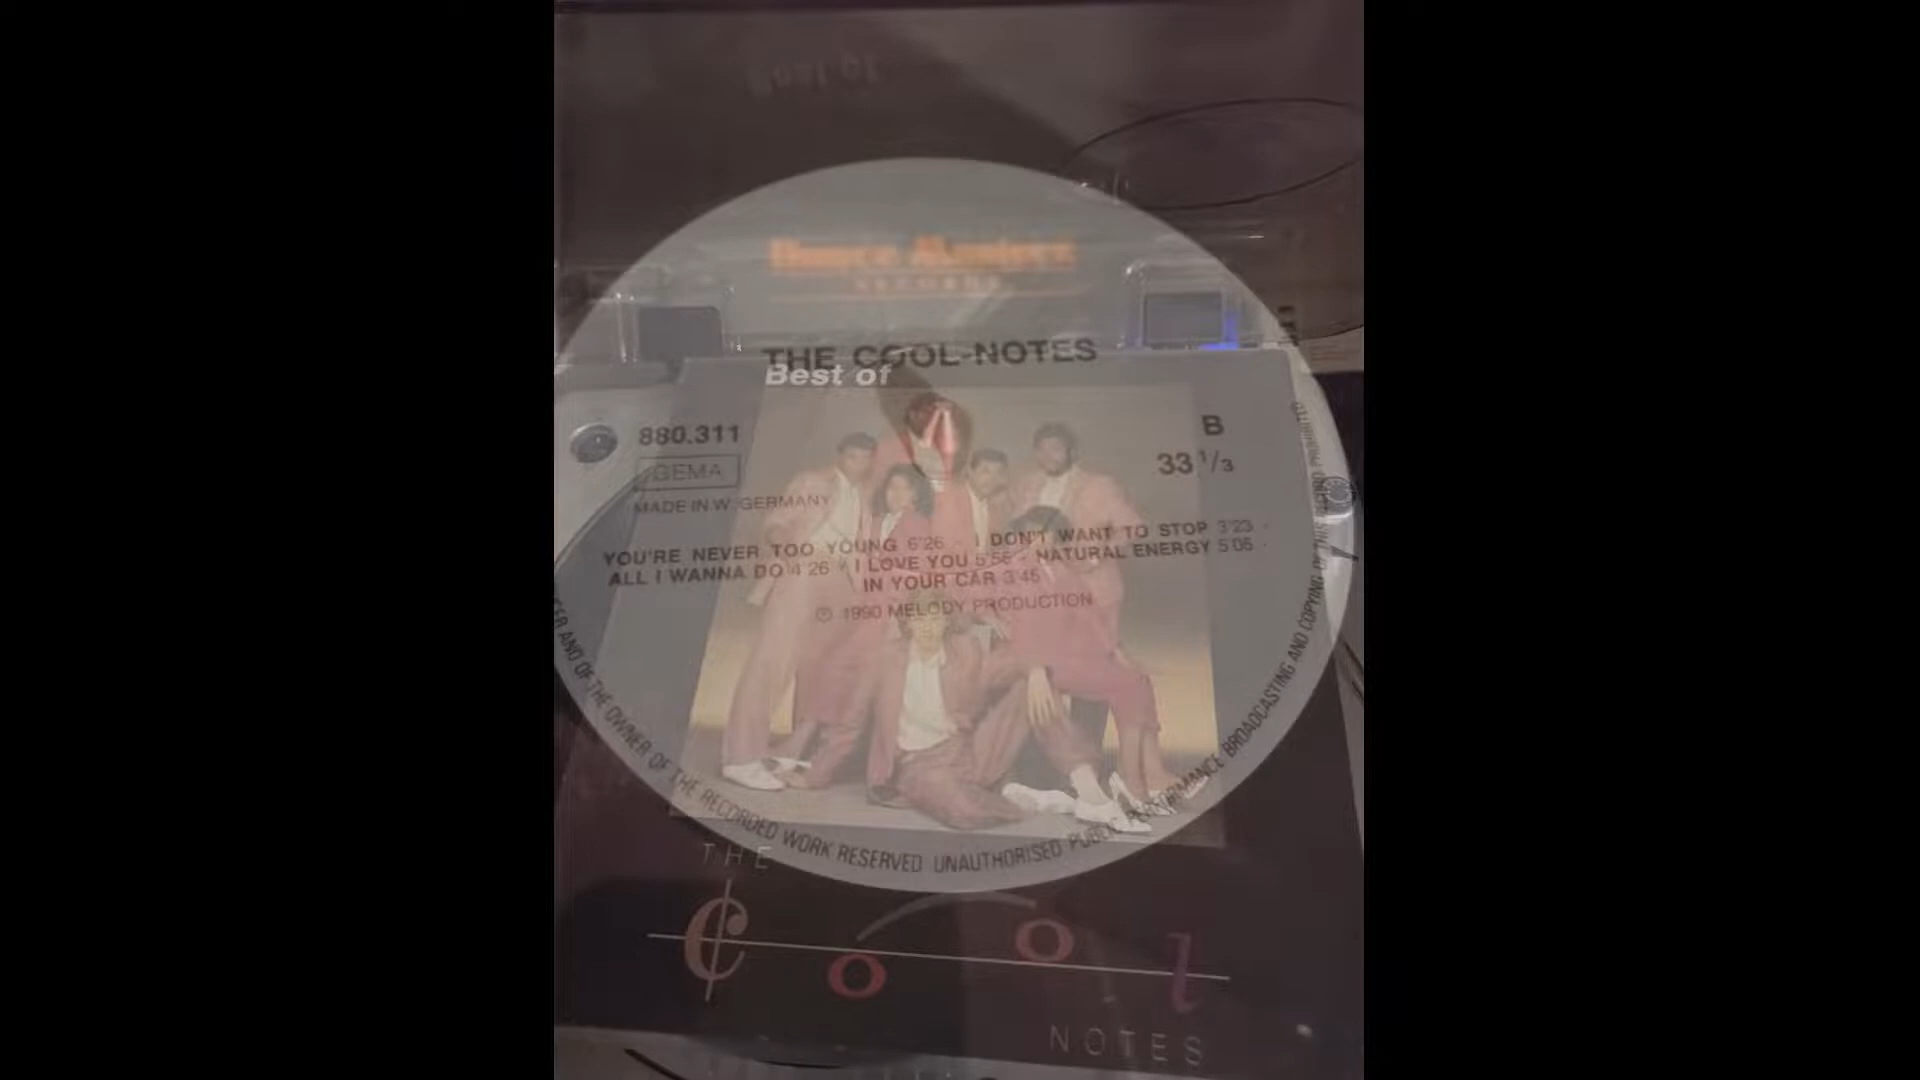 THE COOL-NOTES
Best of
880.311
B
GEMA
33 1/3
MADE IN W. GERMANY
YOU'RE NEVER TOO YOUNG 6'26 - I DON'T WANT TO STOP 3'23 -
ALL I WANNA DO 4'26 - I LOVE YOU 5'56 - NATURAL ENERGY 5'05 -
IN YOUR CAR 3'45
℗ 1990 MELODY PRODUCTION
AND OF THE OWNER OF THE RECORDED WORK RESERVED UNAUTHORISED PUBLIC PERFORMANCE BROADCASTING AND COPYING OF THIS RECORD PROHIBITED
THE
Cool
NOTES